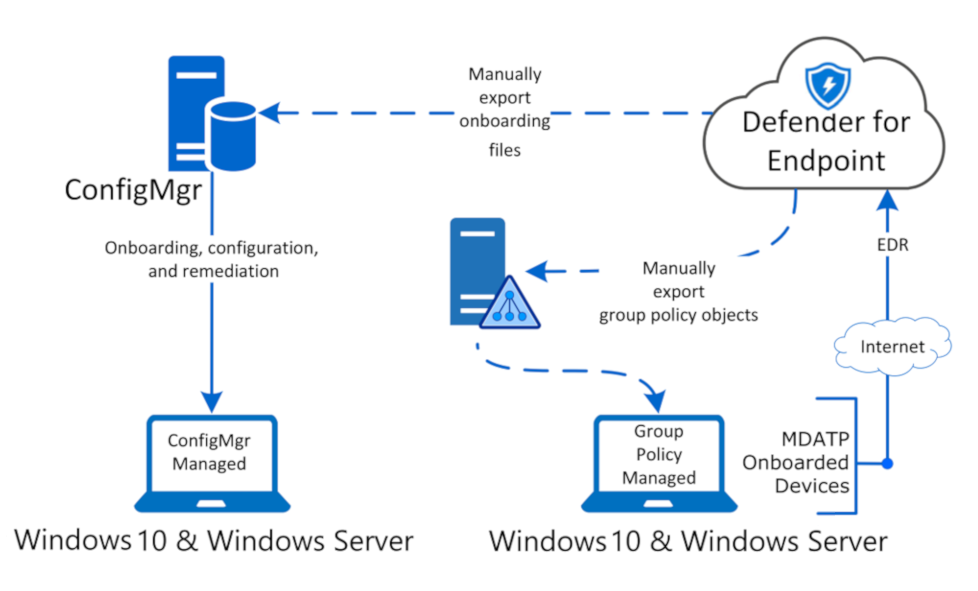 Manually
export
onboarding
files
Defender for
Endpoint
ConfigMgr
Onboarding, configuration,
and remediation
EDR
Manually
export
group policy objects
Internet
ConfigMgr
Managed
Group
Policy
Managed
MDATP
Onboarded
Devices
Windows 10 & Windows Server
Windows 10 & Windows Server